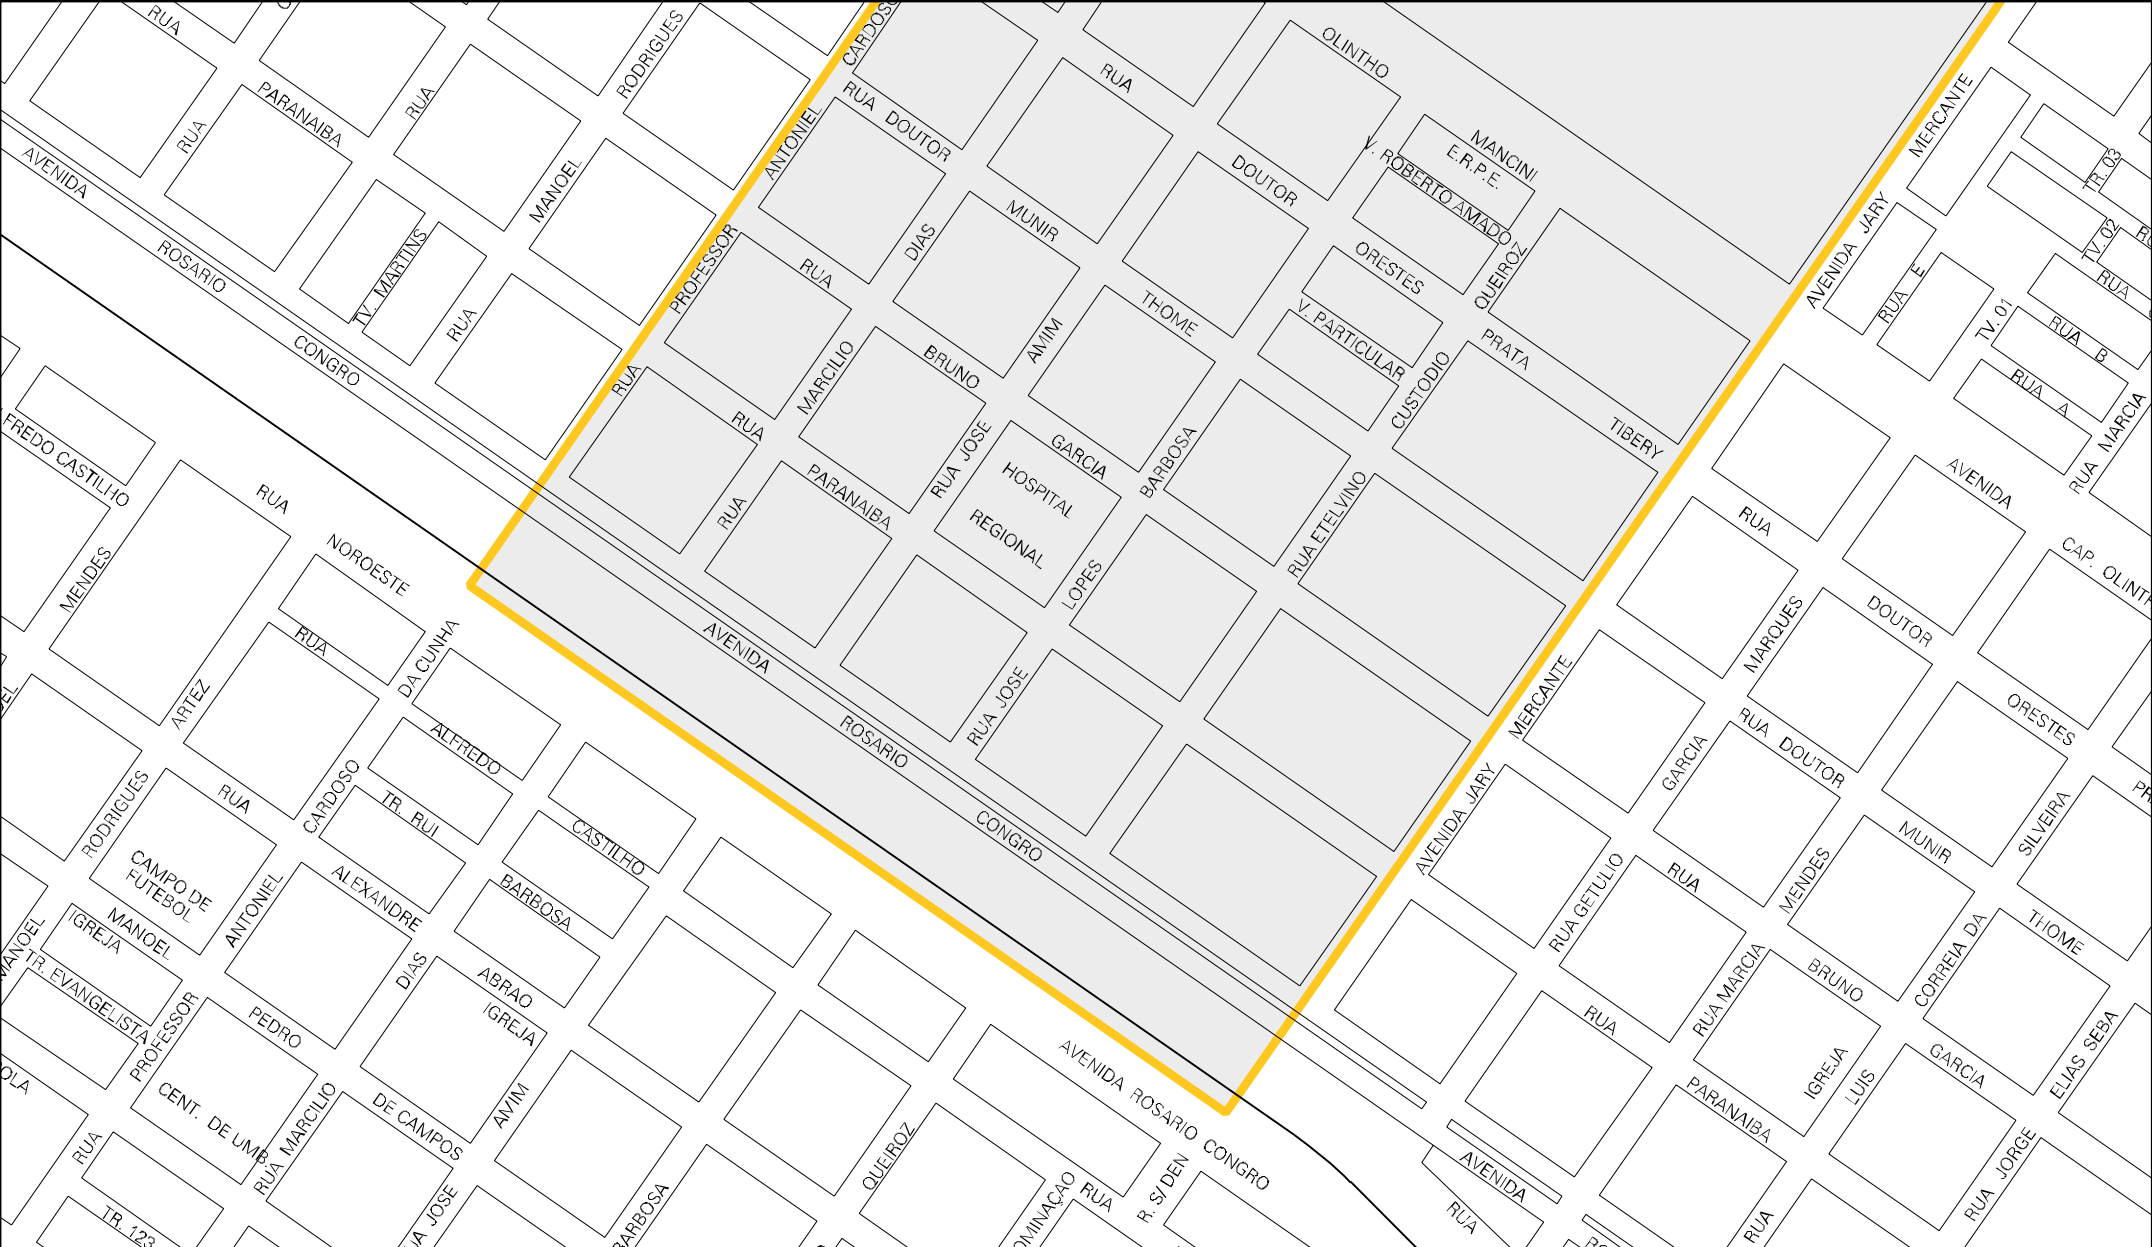 RUA
RODRIGUES
CARDOSO
OLINTHO
RUA
PARANAIBA
RUA
RUA
RUA DOUTOR
ANTONIEL
MANCINI
E.R.P.E.
V. ROBERTO AMADO
MERCANTE
TR. 03
AVENIDA
MANOEL
DOUTOR
MUNIR
DIAS
AVENIDA JARY
TV. 02
ROSARIO
TV. MARTINS
PROFESSOR
RUA
ORESTES
QUEIROZ
RUA E
RUA
CONGRO
RUA
THOME
AMIM
V. PARTICULAR
PRATA
TV. 01
RUA B
RUA A
RUA
MARCILIO
BRUNO
CUSTODIO
TIBERY
RUA MARCIA
FREDO CASTILHO
RUA
RUA JOSE
GARCIA
BARBOSA
HOSPITAL
REGIONAL
PARANAIBA
RUA
RUA ETELVINO
AVENIDA
CAP. OLINTH
RUA
RUA
NOROESTE
MENDES
LOPES
DOUTOR
MARQUES
RUA
DA CUNHA
AVENIDA
ROSARIO
CONGRO
RUA JOSE
MERCANTE
ORESTES
ARTEZ
ALFREDO
RUA DOUTOR
GARCIA
AVENIDA JARY
RUA
CARDOSO
TR. RUI
CASTILHO
RODRIGUES
MUNIR
SILVEIRA
CAMPO DE
FUTEBOL
ALEXANDRE
BARBOSA
RUA
MENDES
RUA GETULIO
MANOEL
IGREJA
ANTONIEL
MANOEL
TR. EVANGELISTA
DIAS
ABRAO
IGREJA
THOME
CORREIA DA
BRUNO
RUA MARCIA
PROFESSOR
PEDRO
RUA
ELIAS SEBA
GARCIA
IGREJA
LUIS
CENT. DE UMB.
RUA MARCILIO
DE CAMPOS
AMIM
AVENIDA ROSARIO CONGRO
PARANAIBA
RUA
QUEIROZ
AVENIDA
RUA JORGE
R. S/ DEN
OMINAÇAO
RUA
RUA
RUA
TR. 123
JOSE
BARBOSA